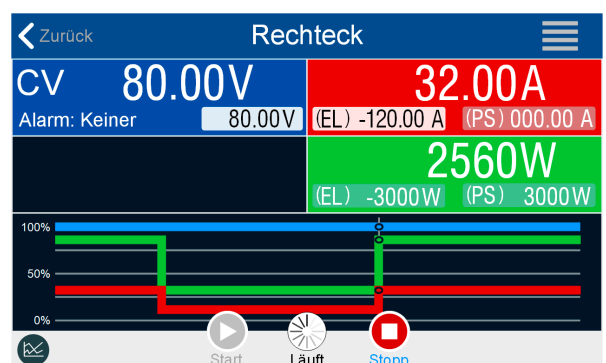 Zurück
Rechteck
CV 80.00V
32.00A
Alarm: Keiner 80.00V
(EL) -120.00 A (PS) 000.00 A
2560W
(EL) -3000W (PS) 3000W
100%
50%
0%
Start Läuft Stopp